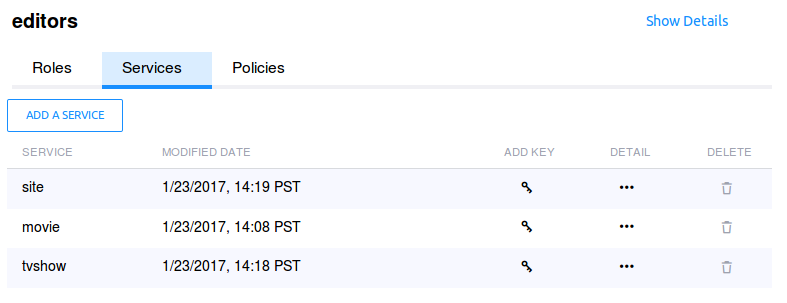 editors Show Details
Roles Services Policies
ADD A SERVICE
SERVICE MODIFIED DATE ADD KEY DETAIL DELETE
site 1/23/2017, 14:19 PST
movie 1/23/2017, 14:08 PST
tvshow 1/23/2017, 14:18 PST